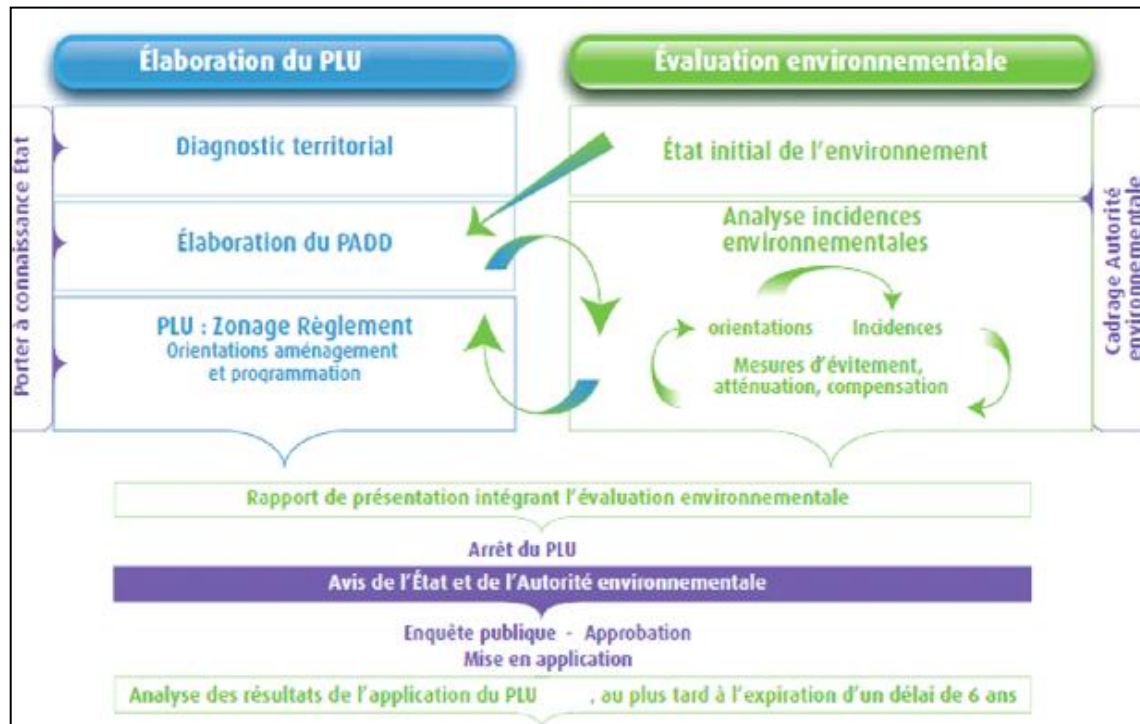 Élaboration du PLU
Évaluation environnementale
Porter à connaissance État
Diagnostic territorial
Élaboration du PADD
PLU : Zonage Règlement
Orientations aménagement
et programmation
État initial de l'environnement
Analyse incidences
environnementales
orientations
Incidences
Mesures d'évitement,
atténuation, compensation
Cadrage Autorité
environnementale
Rapport de présentation intégrant l'évaluation environnementale
Arrêt du PLU
Avis de l'État et de l'Autorité environnementale
Enquête publique - Approbation
Mise en application
Analyse des résultats de l'application du PLU , au plus tard à l'expiration d'un délai de 6 ans